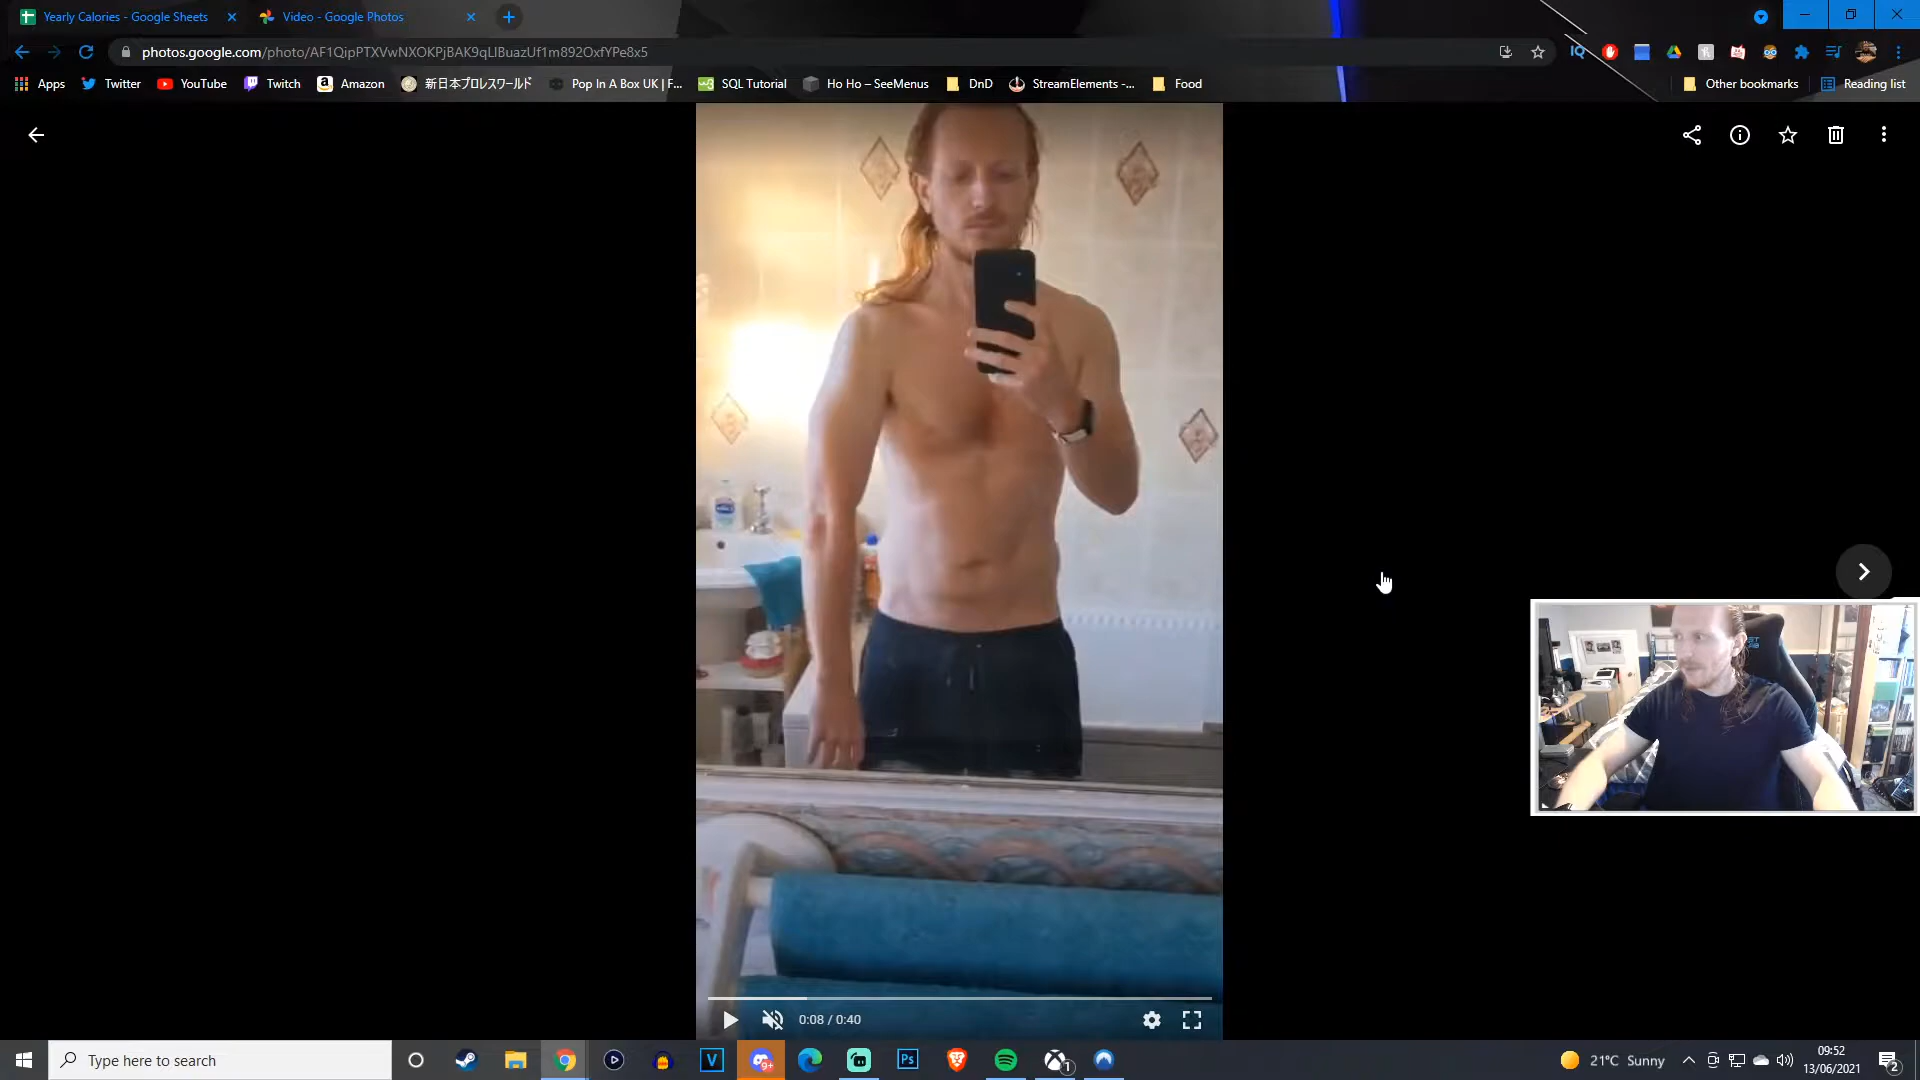 Yearly Calories - Google Sheets
Video - Google Photos
photos.google.com/photo/AF1QipPTXVwNXOKPjBAK9qLIBuazUf1m892OxfYPe8x5
Apps
Twitter
YouTube
Twitch
Amazon
新日本プロレスワールド
Pop In A Box UK | F...
SQL Tutorial
Ho Ho – SeeMenus
DnD
StreamElements -...
Food
Other bookmarks
Reading list
0:08 / 0:40
Type here to search
21°C Sunny
09:52
13/06/2021